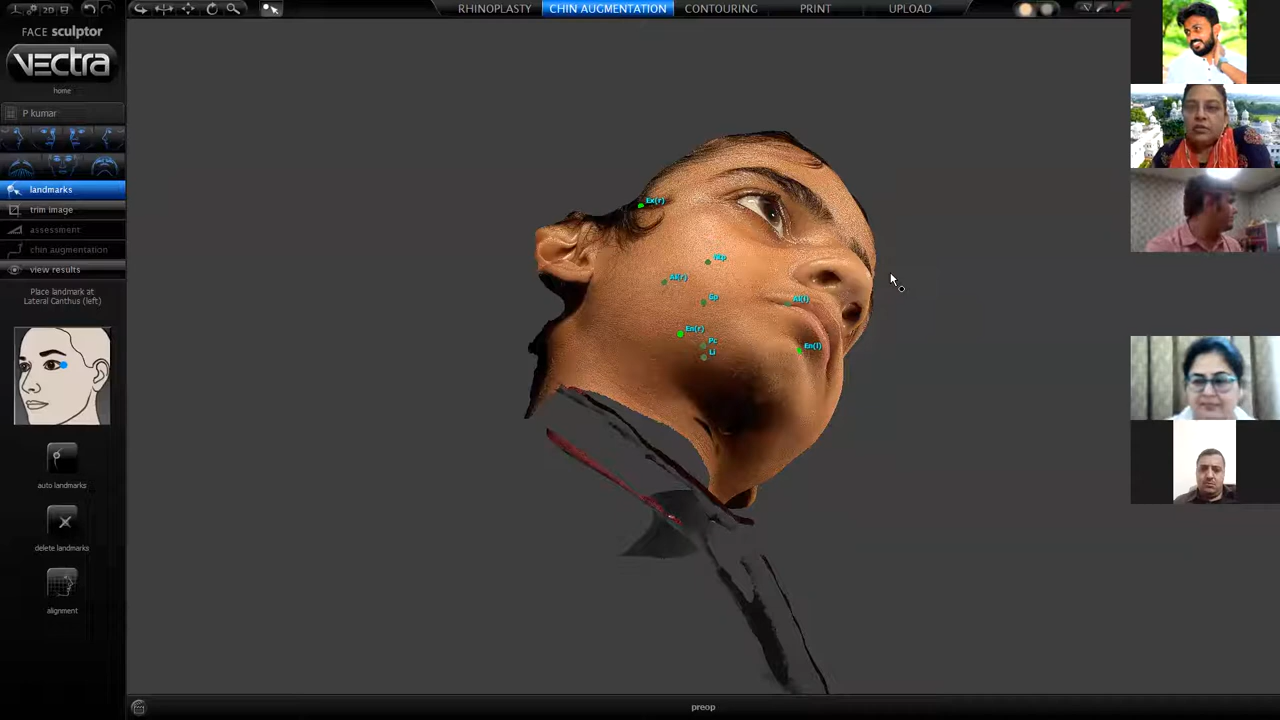 2D
RHINOPLASTY
CHIN AUGMENTATION
CONTOURING
PRINT
UPLOAD
FACE sculptor
vectra
home
P kumar
landmarks
trim image
assessment
chin augmentation
view results
Place landmark at
Lateral Canthus (left)
auto landmarks
delete landmarks
alignment
Ex(r)
Al(r)
Al(l)
En(r)
En(l)
Pc
Li
preop